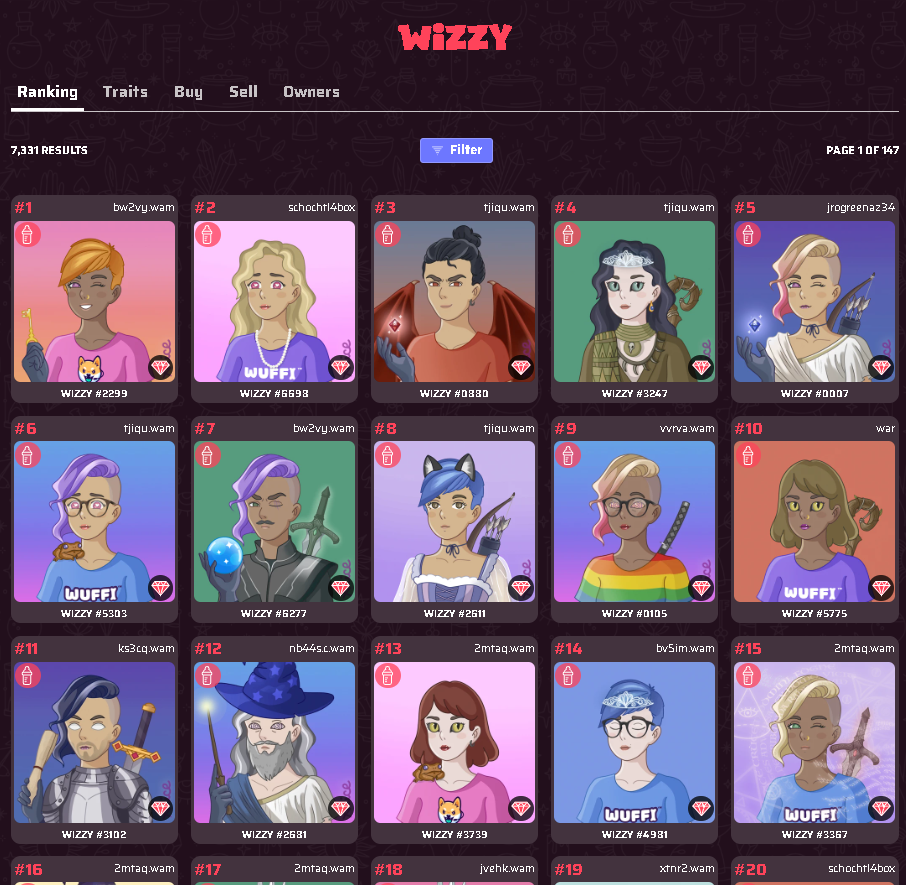 WiZZY
Ranking Traits Buy Sell Owners
7,331 RESULTS Filter PAGE 1 OF 147
#1 bw2vy.wam #2 schochtl4box #3 tjiqu.wam #4 tjiqu.wam #5 jrogreenaz34
WUFFI
WIZZY #2299 WIZZY #6698 WIZZY #0880 WIZZY #3247 WIZZY #0007
#6 tjiqu.wam #7 bw2vy.wam #8 tjiqu.wam #9 vvrva.wam #10 war
WUFFI WUFFI
WIZZY #5303 WIZZY #6277 WIZZY #2611 WIZZY #0105 WIZZY #5775
#11 ks3cq.wam #12 nb44s.c.wam #13 2mtaq.wam #14 bv5im.wam #15 2mtaq.wam
WUFFI WUFFI
WIZZY #3102 WIZZY #2681 WIZZY #3739 WIZZY #4981 WIZZY #3367
#16 2mtaq.wam #17 2mtaq.wam #18 jvehk.wam #19 xtnr2.wam #20 schochtl4box